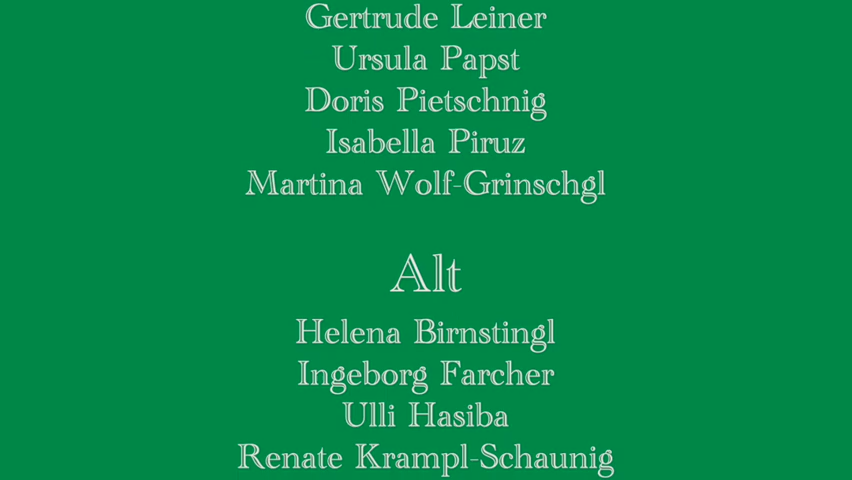 Gertrude Leiner
Ursula Papst
Doris Pietschnig
Isabella Piruz
Martina Wolf-Grinschgl
Alt
Helena Birnstingl
Ingeborg Farcher
Ulli Hasiba
Renate Krampl-Schaunig